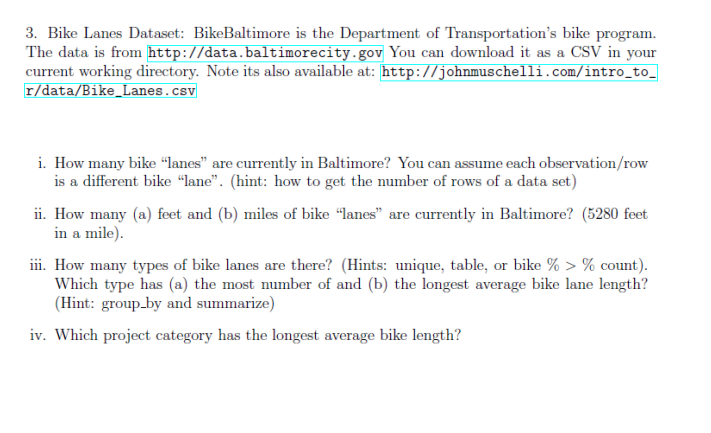 3. Bike Lanes Dataset: BikeBaltimore is the Department of Transportation's bike program.
The data is from http://data.baltimorecity.gov You can download it as a CSV in your
current working directory. Note its also available at: http://johnmuschelli.com/intro_to_
r/data/Bike_Lanes.csv
i. How many bike “lanes” are currently in Baltimore? You can assume each observation/row
is a different bike “lane”. (hint: how to get the number of rows of a data set)
ii. How many (a) feet and (b) miles of bike “lanes” are currently in Baltimore? (5280 feet
in a mile).
iii. How many types of bike lanes are there? (Hints: unique, table, or bike % > % count).
Which type has (a) the most number of and (b) the longest average bike lane length?
(Hint: group_by and summarize)
iv. Which project category has the longest average bike length?